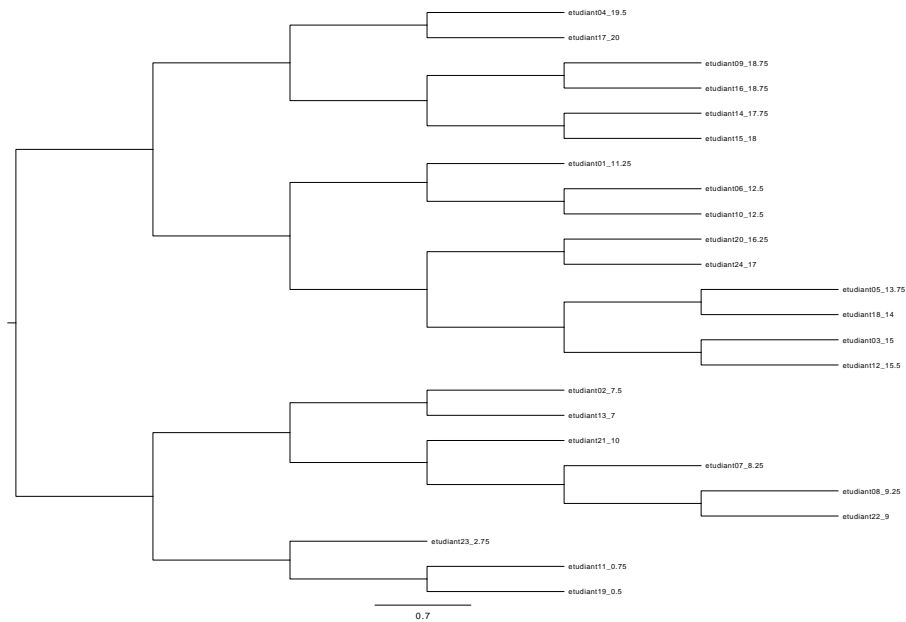 etudiant04_19.5
etudiant17_20
etudiant09_18.75
etudiant16_18.75
etudiant14_17.75
etudiant15_18
etudiant01_11.25
etudiant06_12.5
etudiant10_12.5
etudiant20_16.25
etudiant24_17
etudiant05_13.75
etudiant18_14
etudiant03_15
etudiant12_15.5
etudiant02_7.5
etudiant13_7
etudiant21_10
etudiant07_8.25
etudiant08_9.25
etudiant22_9
etudiant23_2.75
etudiant11_0.75
etudiant19_0.5
0.7